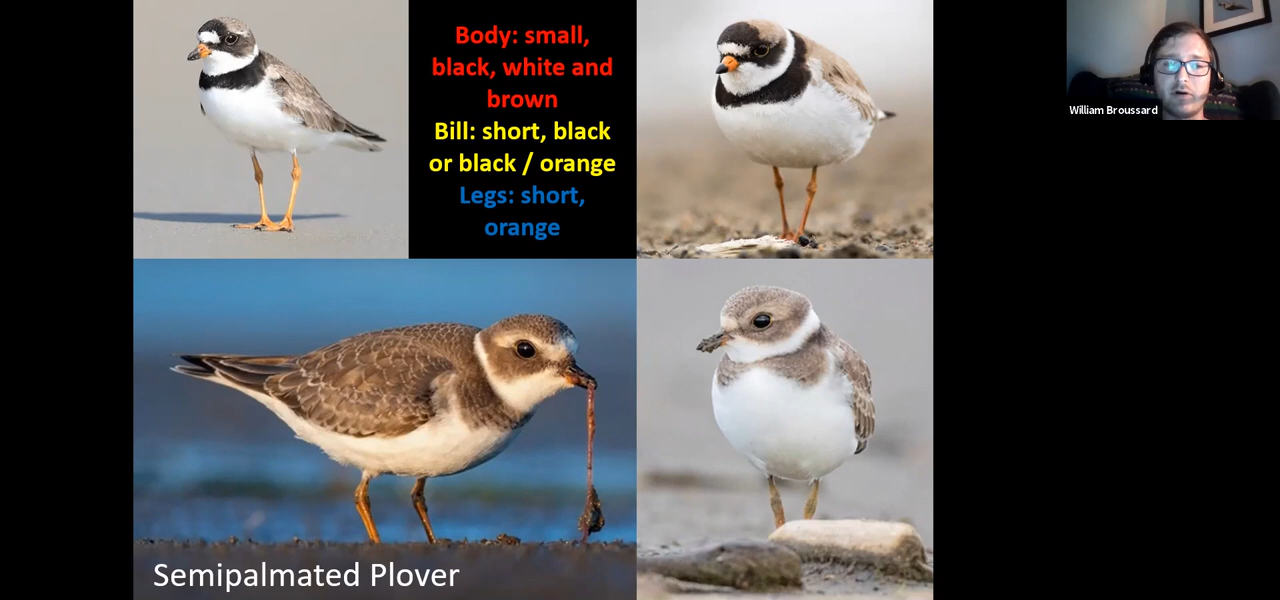 Body: small,
black, white and
brown
Bill: short, black
or black / orange
Legs: short,
orange
William Broussard
Semipalmated Plover